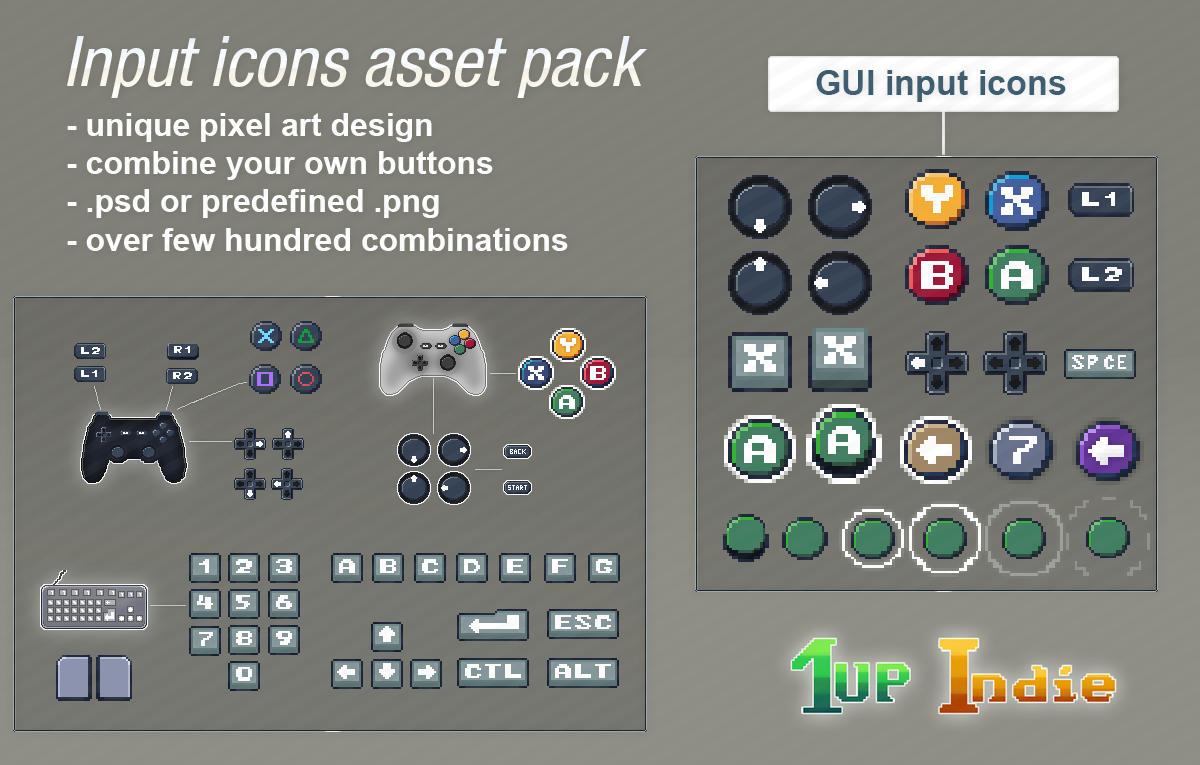 Input icons asset pack
- unique pixel art design
- combine your own buttons
- .psd or predefined .png
- over few hundred combinations
GUI input icons
Y X L1
B A L2
X X SPCE
A A 7
L2 R1
L1 R2
Y
X B
A
BACK
START
1 2 3
4 5 6
7 8 9
0
A B C D E F G
ESC
CTL ALT
1UP Indie